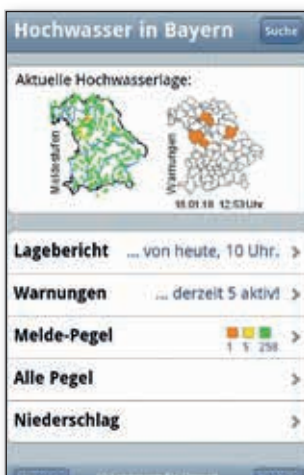 Hochwasser in Bayern Suche
Aktuelle Hochwasserlage:
Meldestufen
Warnungen
18.01.18 12:53 Uhr
Lagebericht ... von heute, 10 Uhr. >
Warnungen ... derzeit 5 aktiv! >
Melde-Pegel 1 5 258 >
Alle Pegel >
Niederschlag >